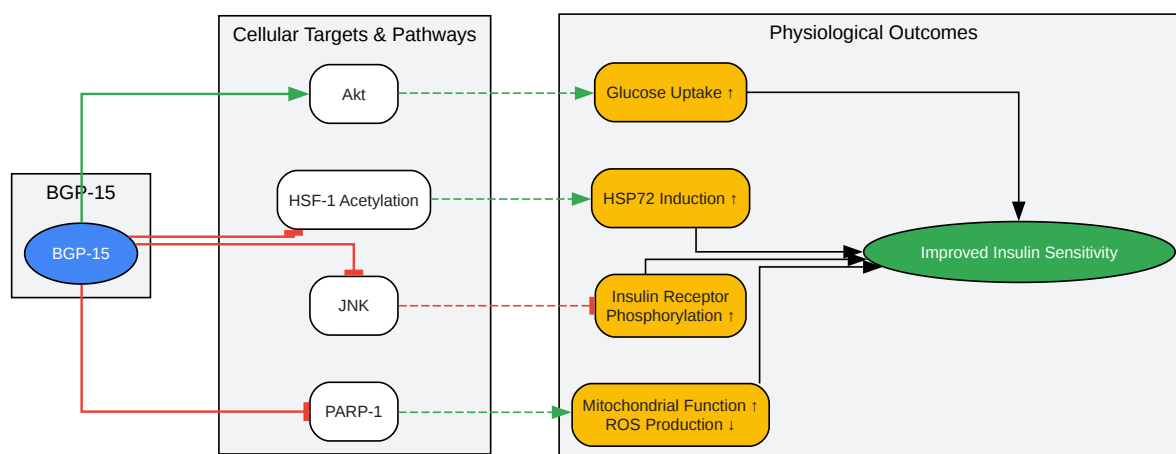 Cellular Targets & Pathways
Physiological Outcomes
Akt
Glucose Uptake ↑
BGP-15
HSF-1 Acetylation
HSP72 Induction ↑
BGP-15
Improved Insulin Sensitivity
JNK
Insulin Receptor
Phosphorylation ↑
PARP-1
Mitochondrial Function ↑
ROS Production ↓